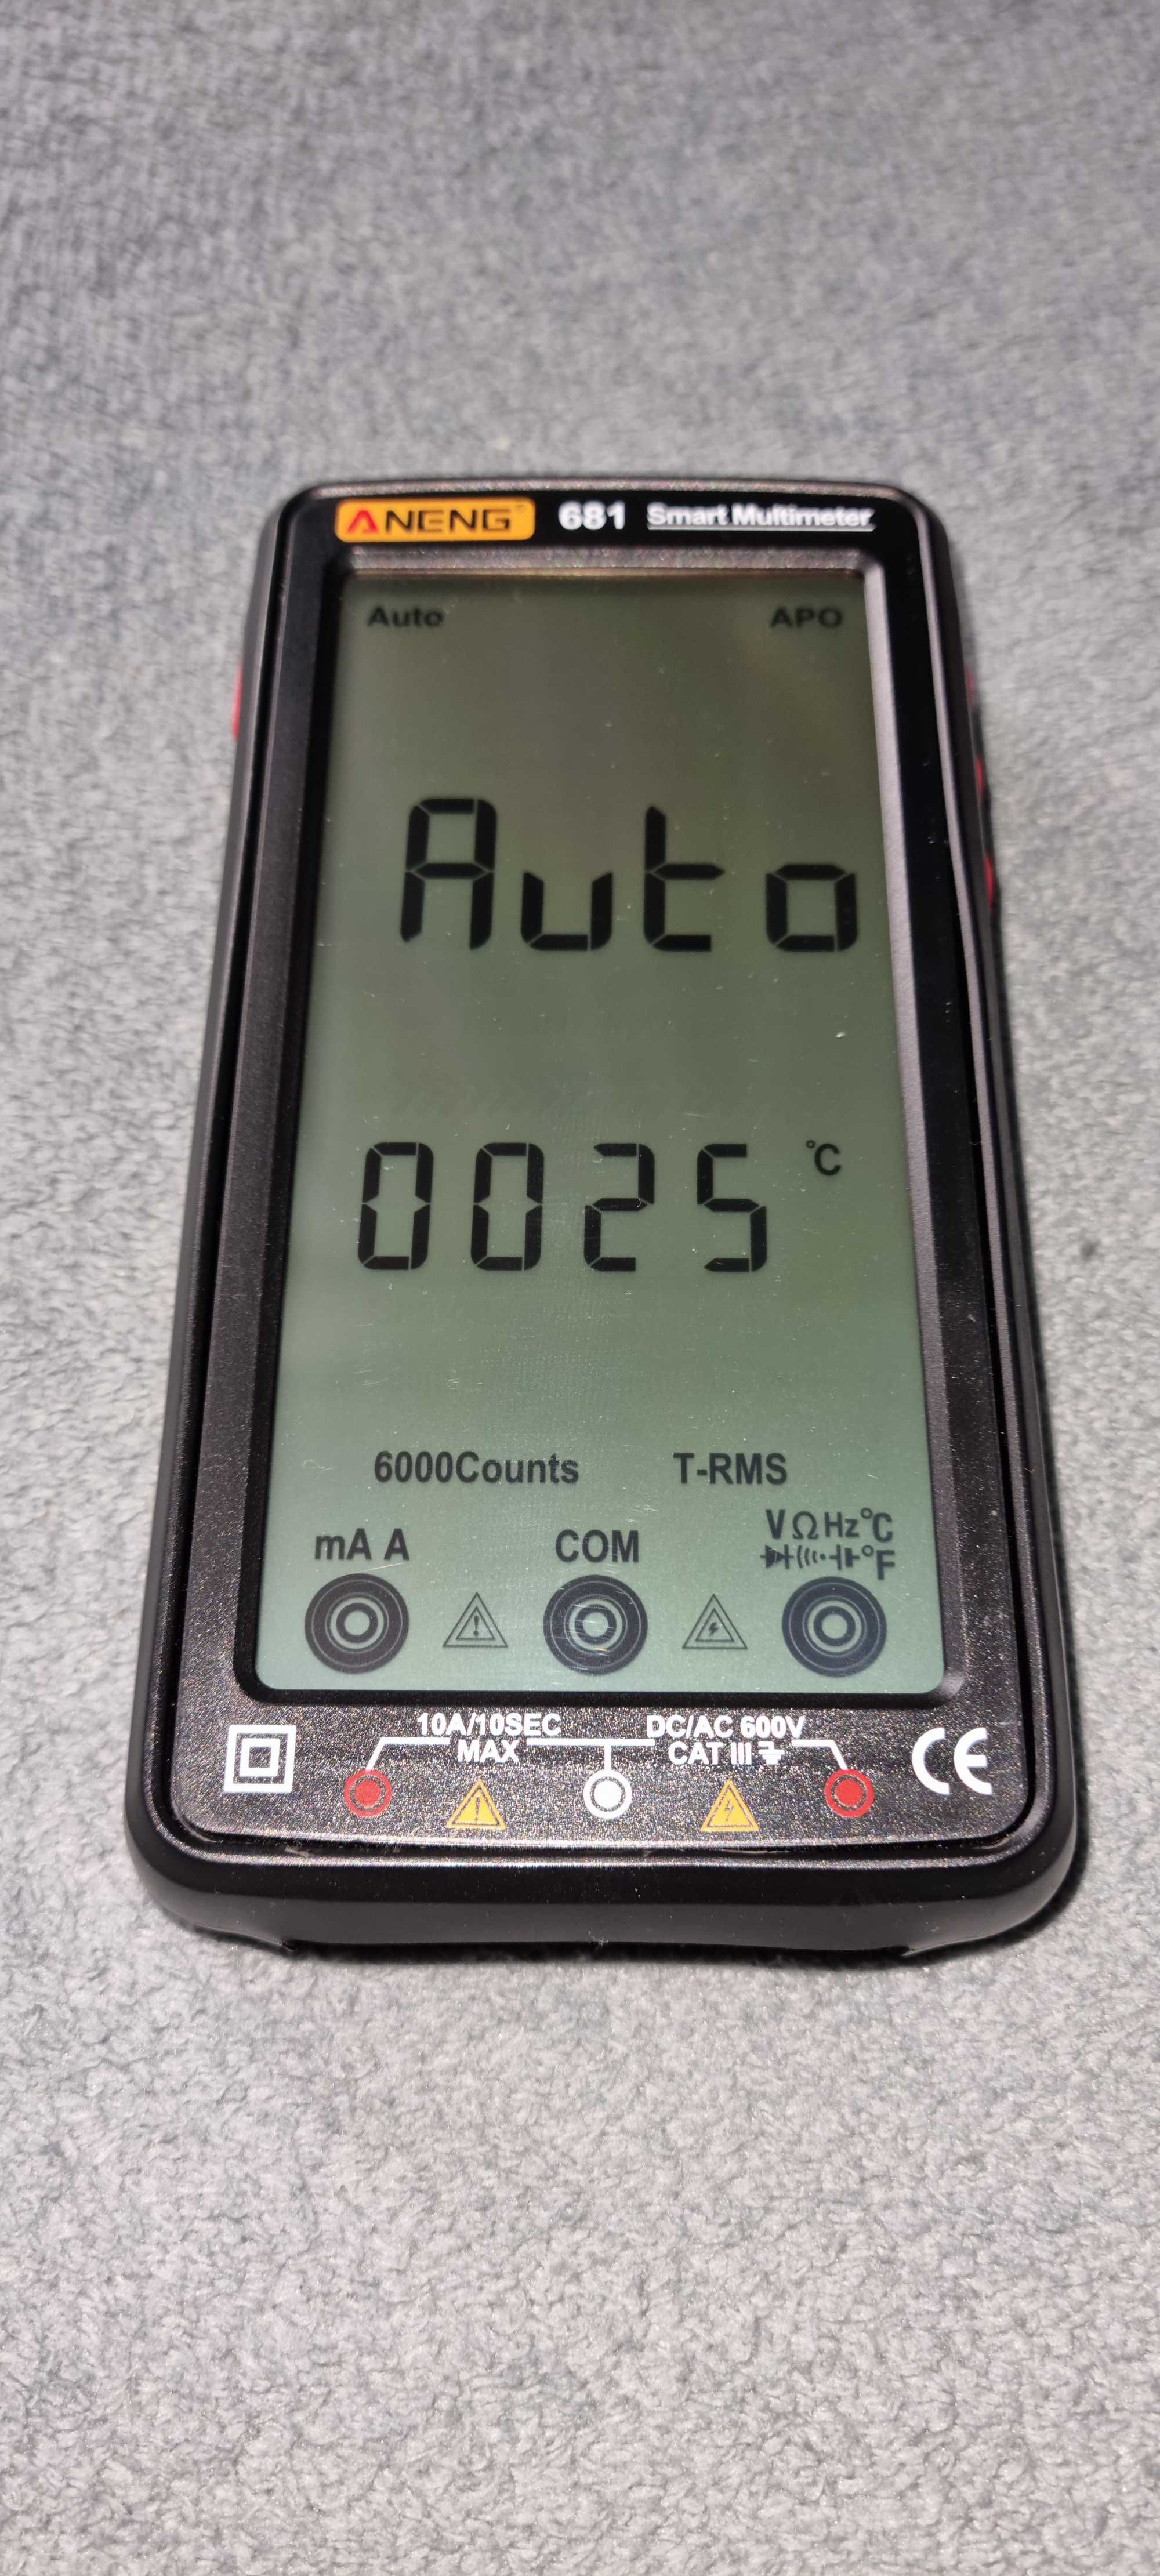 ANENG® 681 Smart Multimeter
Auto APO
Auto
0025 °C
6000Counts T-RMS
mA A COM VΩHz°C
°F
10A/10SEC DC/AC 600V
MAX CAT III
CE